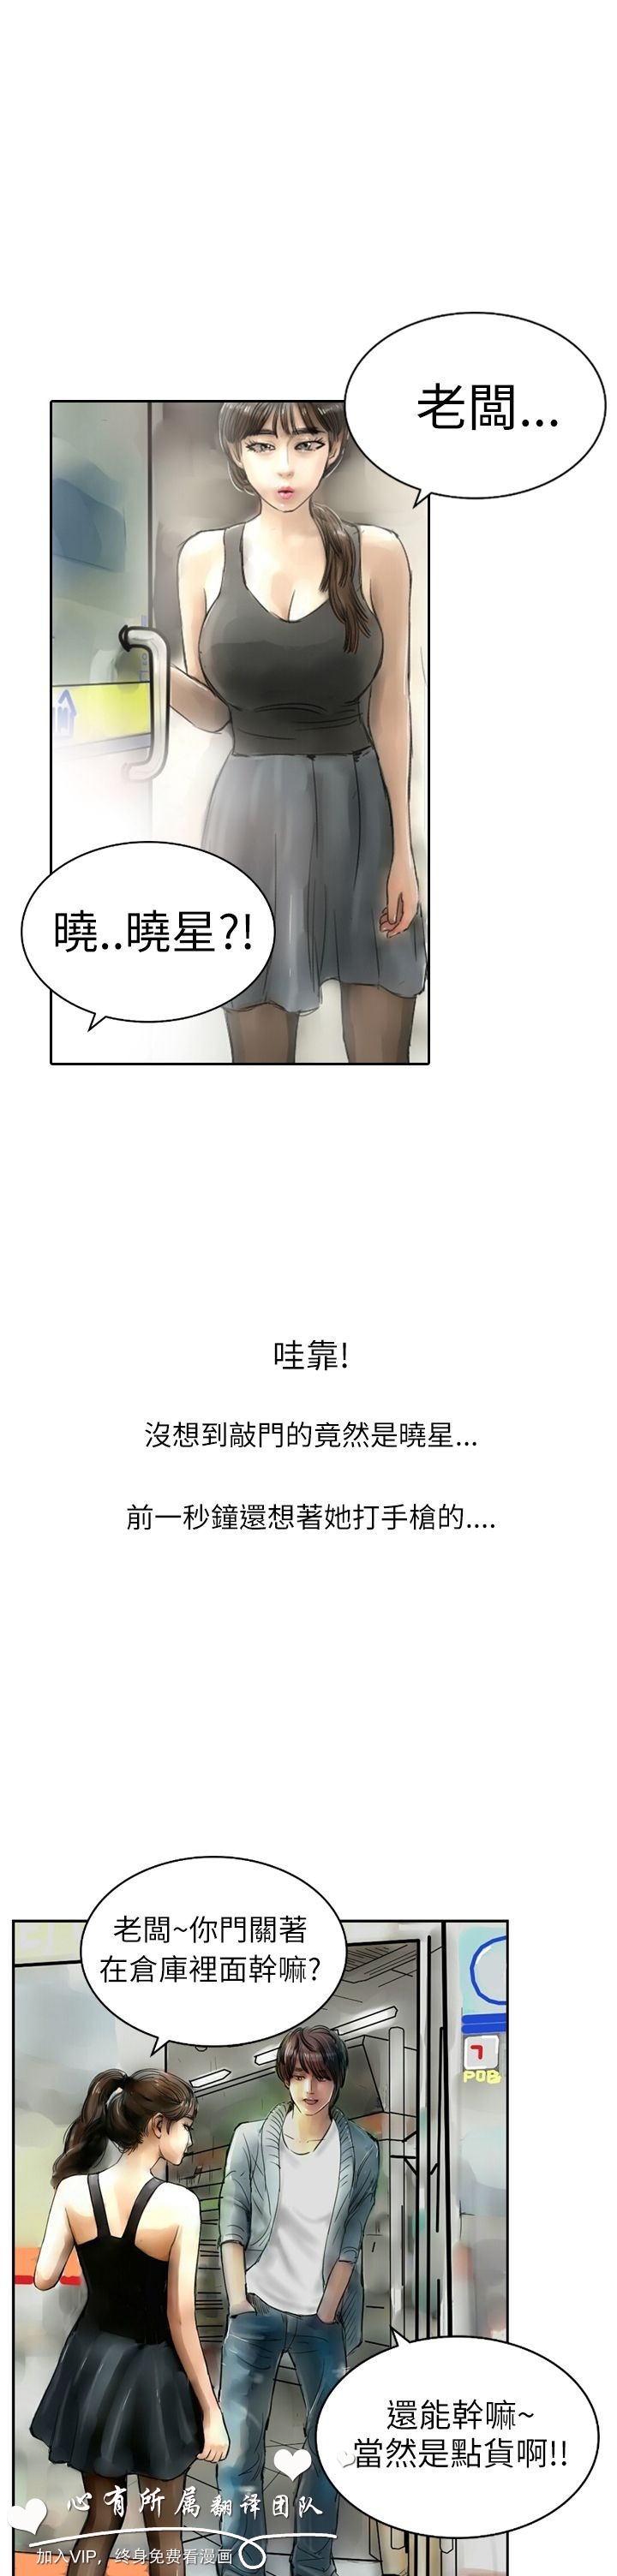 老闆...
曉..曉星?!
哇靠!
沒想到敲門的竟然是曉星...
前一秒鐘還想著她打手槍的....
老闆~你門關著
在倉庫裡面幹嘛?
POB
還能幹嘛~
當然是點貨啊!!
心有所属翻译团队
加入VIP，终身免费看漫画